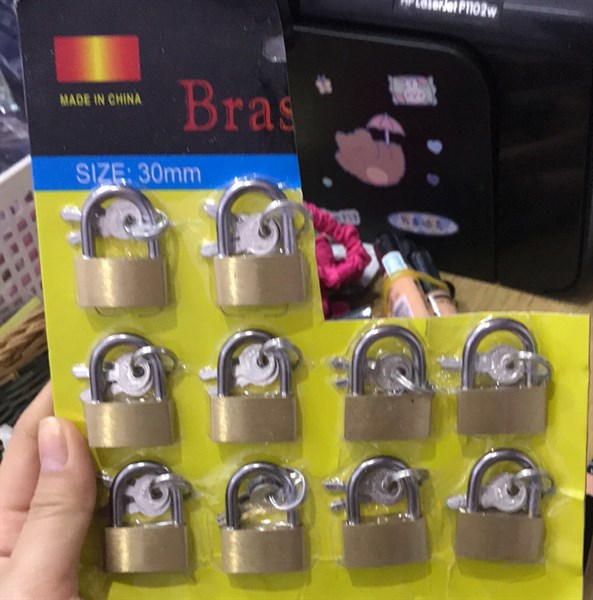 HP LaserJet P1102w
MADE IN CHINA
Bras
SIZE: 30mm